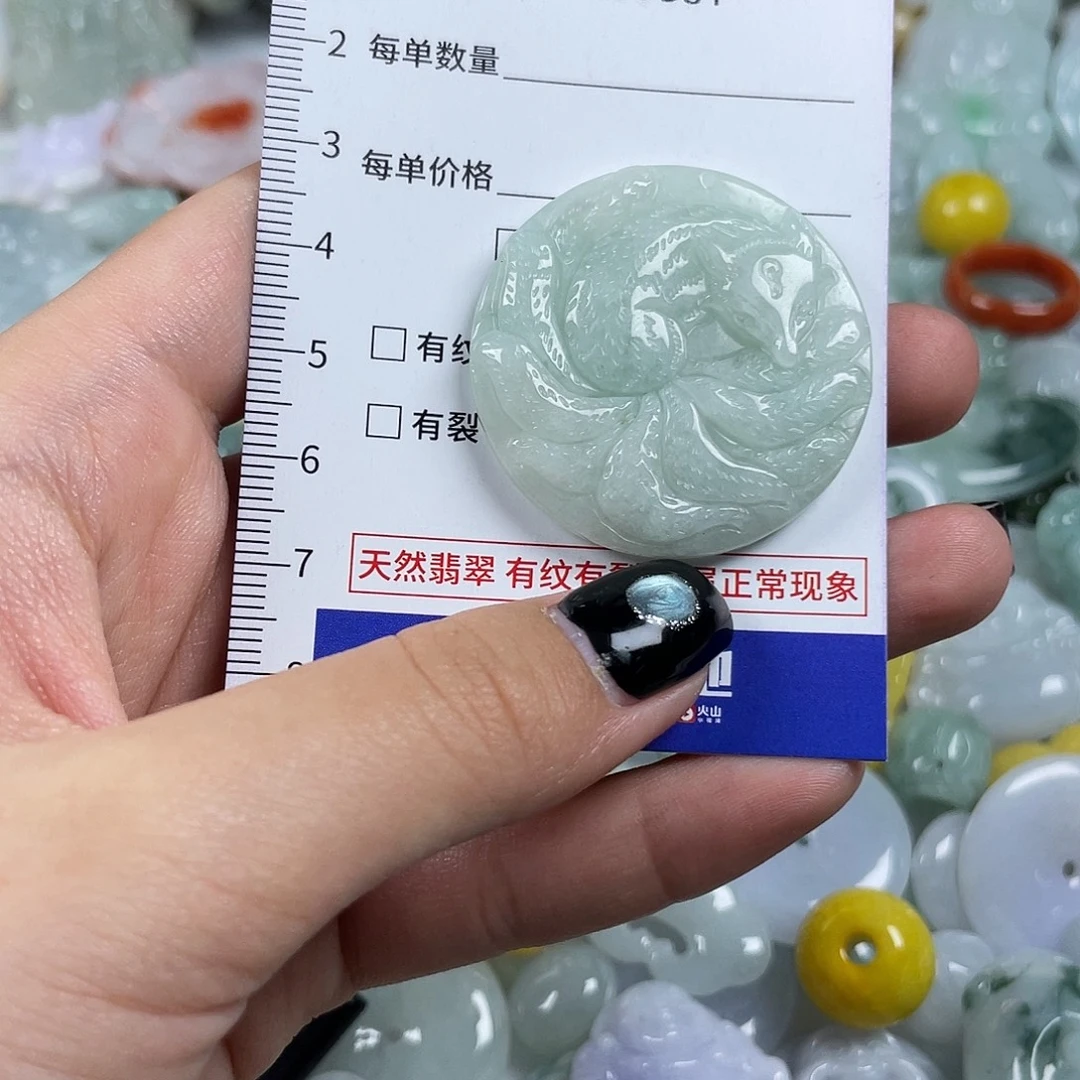 2 每单数量
3 每单价格
4
5 □ 有纹
6 □ 有裂
7
天然翡翠 有纹有 正常现象
火山